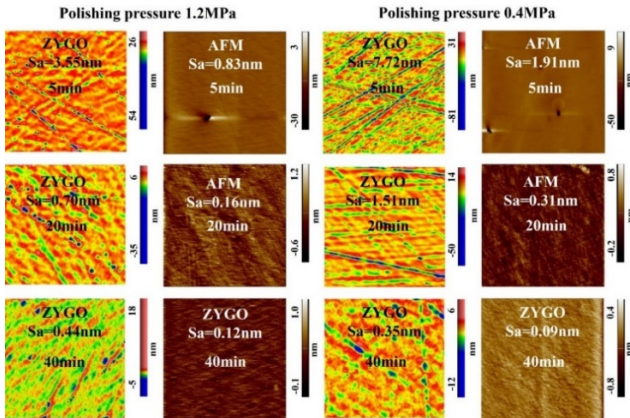 Polishing pressure 1.2MPa
Polishing pressure 0.4MPa
ZYGO
Sa=3.55nm
5min
26
54
nm
AFM
Sa=0.83nm
5min
3
-30
nm
ZYGO
Sa=7.72nm
5min
31
-81
nm
AFM
Sa=1.91nm
5min
9
-50
nm
ZYGO
Sa=0.70nm
20min
6
-35
nm
AFM
Sa=0.16nm
20min
1.2
-0.6
nm
ZYGO
Sa=1.51nm
20min
14
-50
nm
AFM
Sa=0.31nm
20min
0.8
-0.2
nm
ZYGO
Sa=0.44nm
40min
18
-5
nm
ZYGO
Sa=0.12nm
40min
1.0
-0.1
nm
ZYGO
Sa=0.35nm
40min
6
-12
nm
ZYGO
Sa=0.09nm
40min
0.4
-0.8
nm